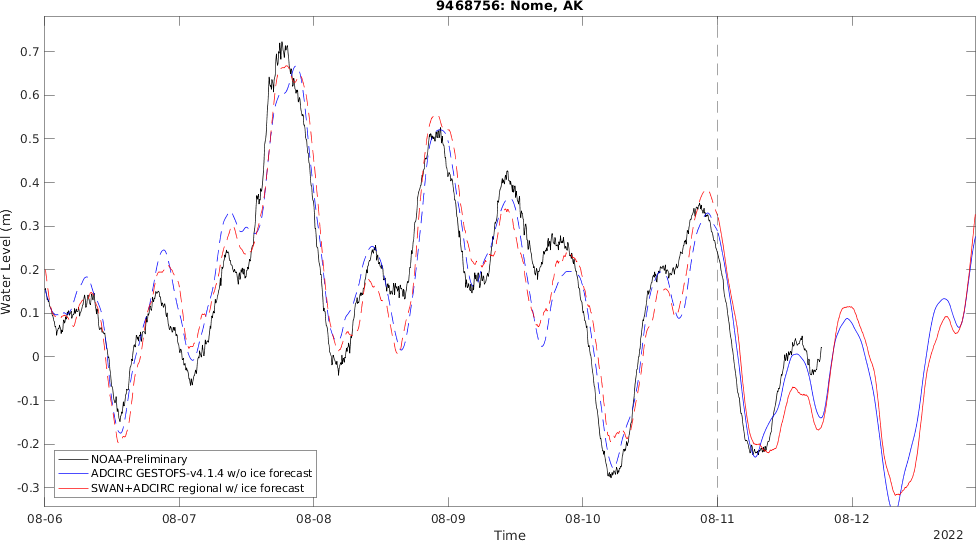 9468756: Nome, AK
Water Level (m)
0.7
0.6
0.5
0.4
0.3
0.2
0.1
0
-0.1
-0.2
-0.3
NOAA-Preliminary
ADCIRC GESTOFS-v4.1.4 w/o ice forecast
SWAN+ADCIRC regional w/ ice forecast
08-06 08-07 08-08 08-09 08-10 08-11 08-12
Time
2022